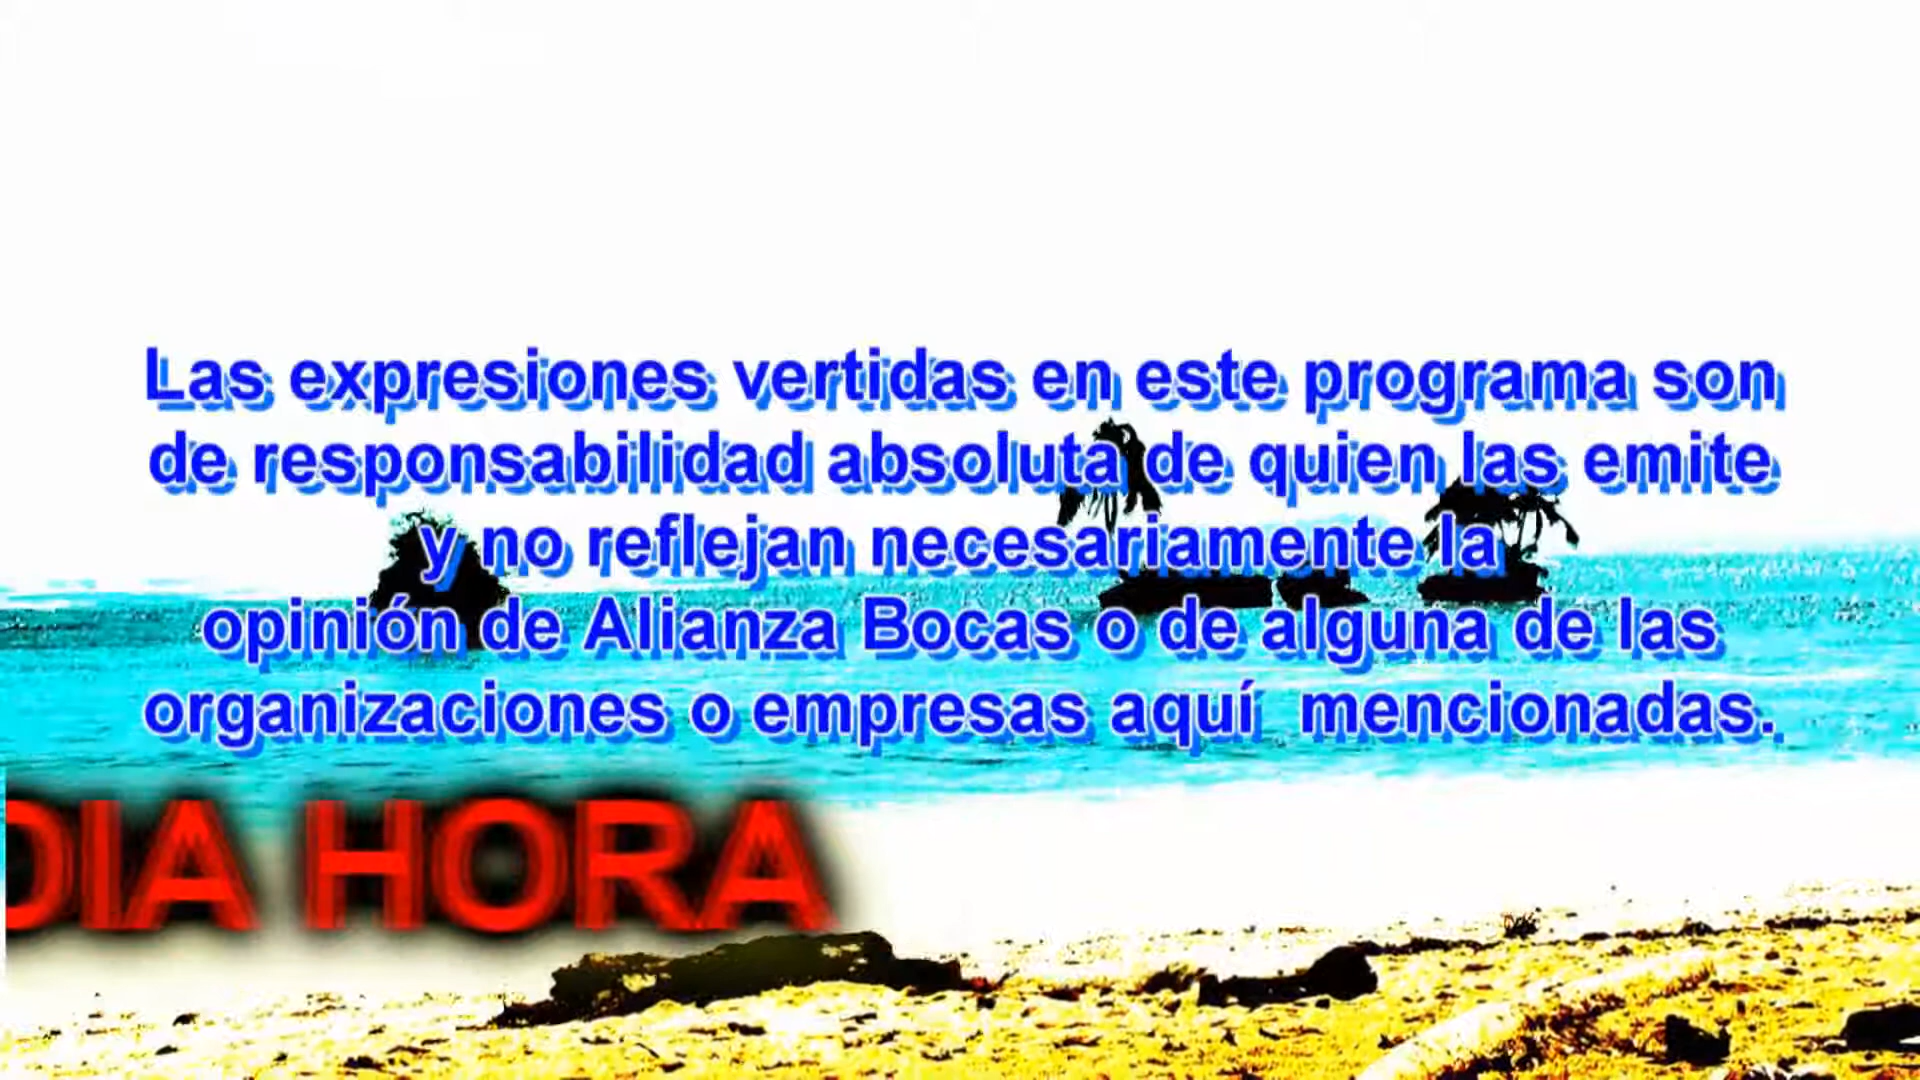 Las expresiones vertidas en este programa son
de responsabilidad absoluta de quien las emite
y no reflejan necesariamente la
opinión de Alianza Bocas o de alguna de las
organizaciones o empresas aquí  mencionadas.
DIA HORA